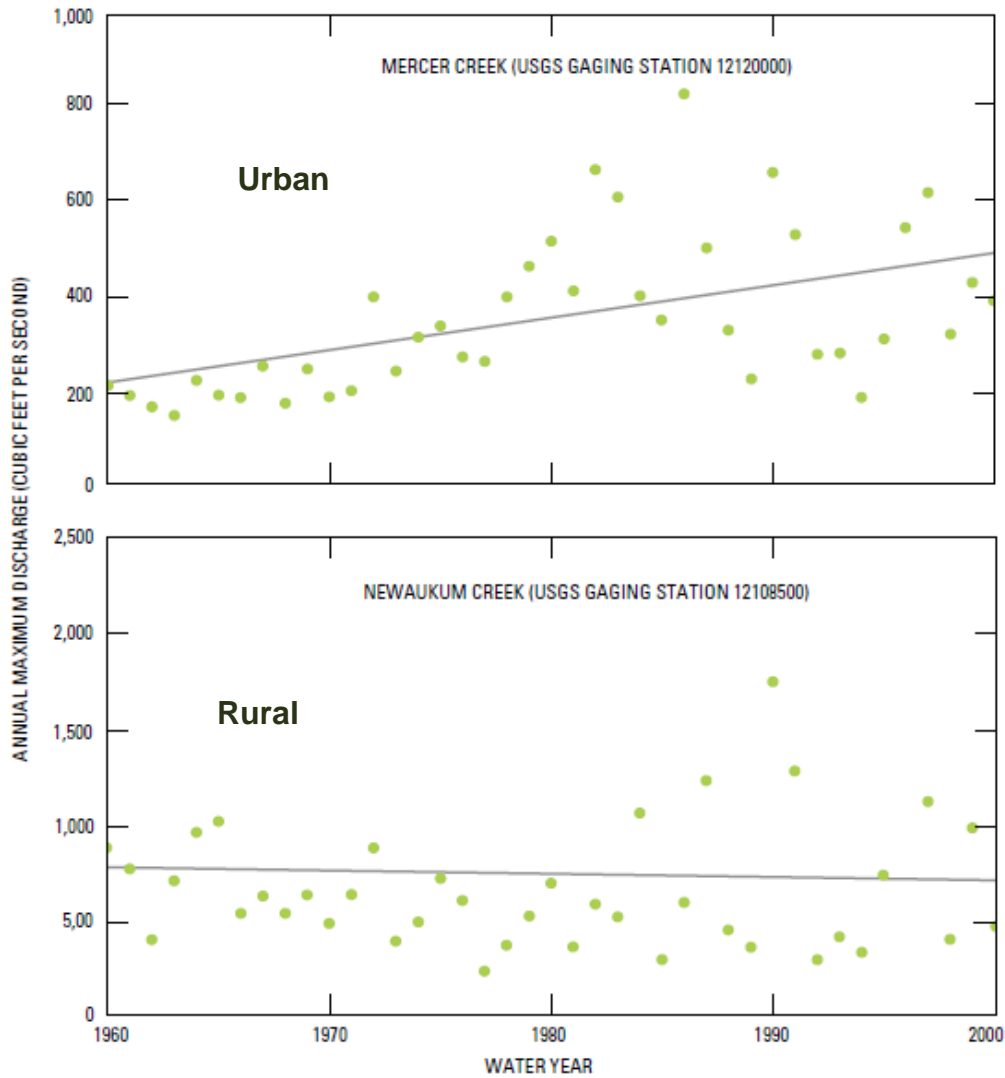 1,000
MERCER CREEK (USGS GAGING STATION 12120000)
800
Urban
600
400
200
0
ANNUAL MAXIMUM DISCHARGE (CUBIC FEET PER SECOND)
2,500
NEWAUKUM CREEK (USGS GAGING STATION 12108500)
2,000
Rural
1,500
1,000
5,00
0
1960 1970 1980 1990 2000
WATER YEAR